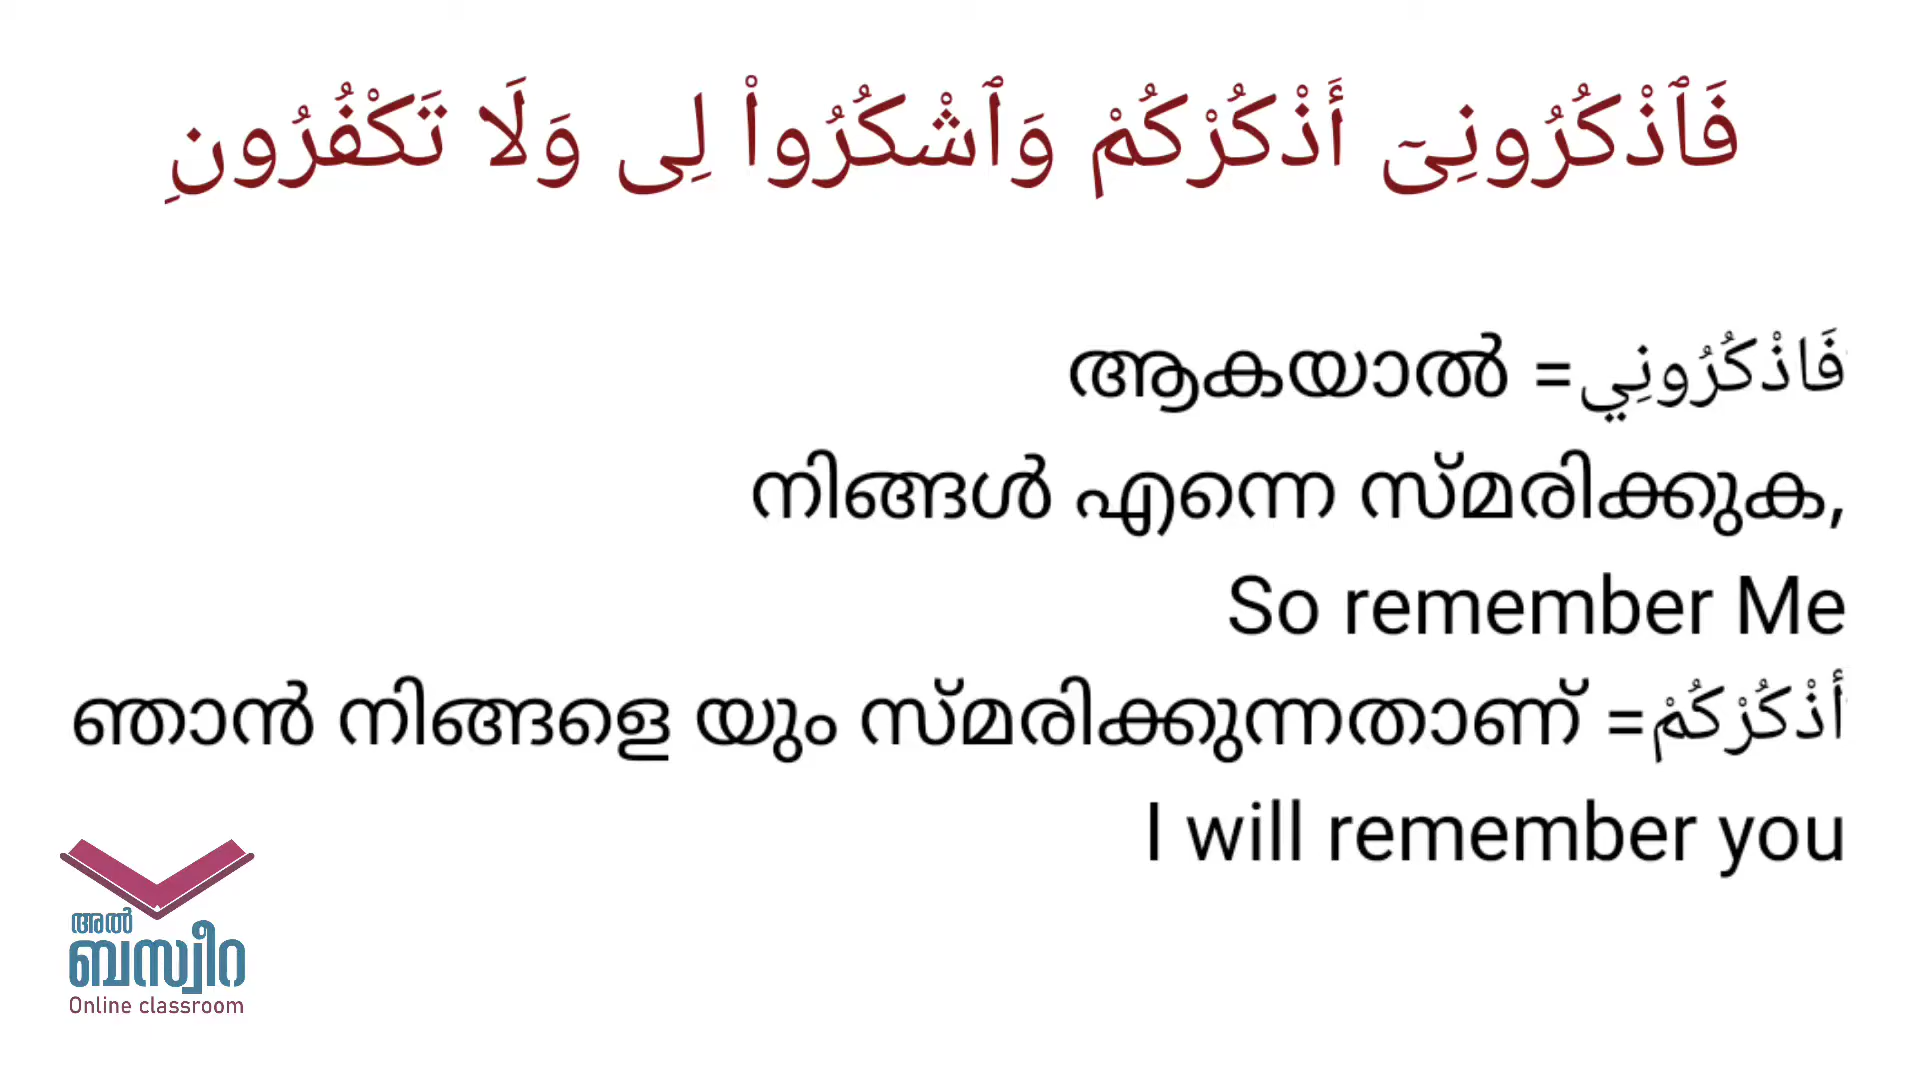 فَٱذْكُرُونِىٓ أَذْكُرْكُمْ وَٱشْكُرُوا۟ لِى وَلَا تَكْفُرُونِ
فَاذْكُرُونِي= ആകയാൽ
നിങ്ങൾ എന്നെ സ്മരിക്കുക,
So remember Me
أَذْكُرْكُمْ= ഞാൻ നിങ്ങളെ യും സ്മരിക്കുന്നതാണ്
I will remember you
അൽ
ബസ്വീറ
Online classroom